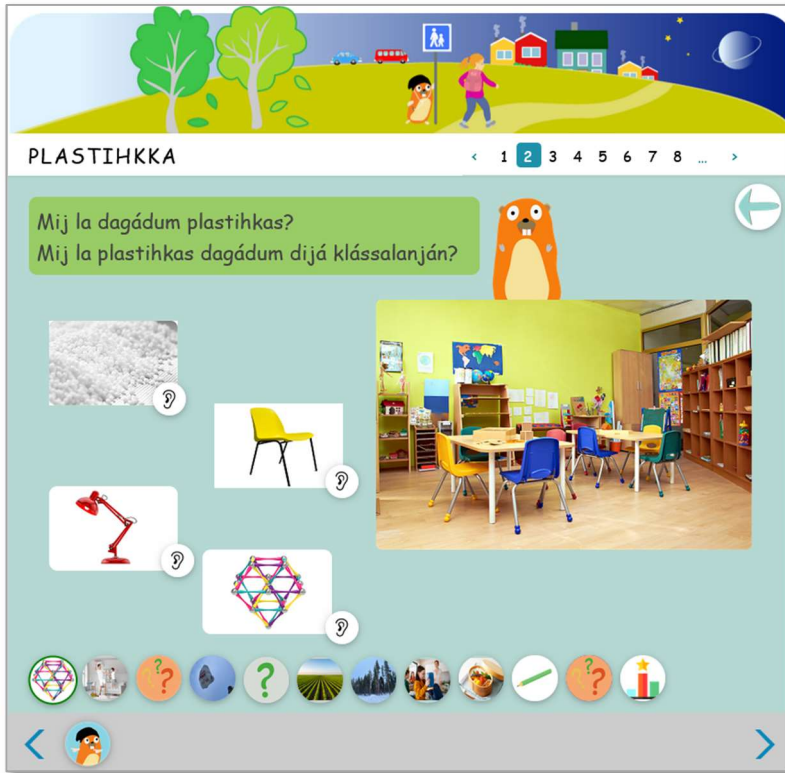 PLASTIHKKA
‹ 1 2 3 4 5 6 7 8 ... ›
Mij la dagádum plastihkas?
Mij la plastihkas dagádum dijá klássalanján?
? ? ?
?
? ? ?